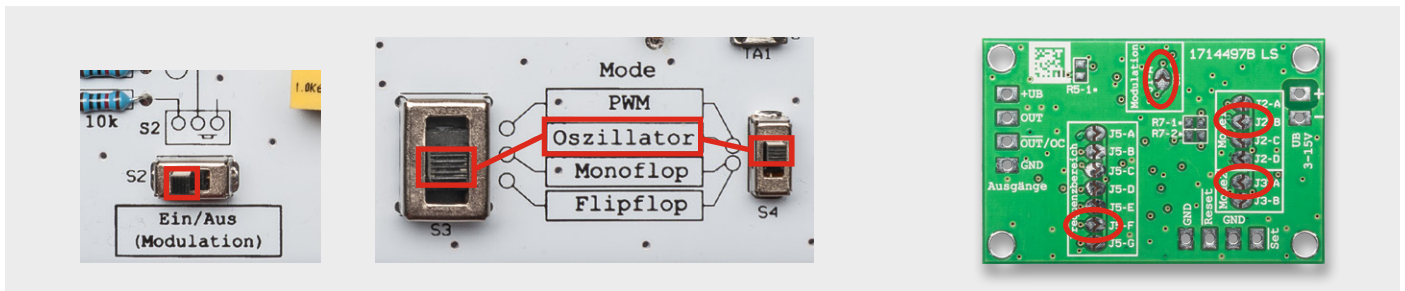 10k
S2
1.0K
S2
Ein/Aus
(Modulation)
TA1
Mode
PWM
Oszillator
Monoflop
Flipflop
S3
S4
1714497B LS
Modulation
R5-1
+UB
OUT
OUT/OC
GND
Ausgänge
J5-A
J5-B
J5-C
J5-D
J5-E
J5-F
J5-G
R7-1
R7-2
J2-A
J2-B
J2-C
J2-D
J3-A
J3-B
+
-
UB
3-15V
GND
Reset
GND
Set